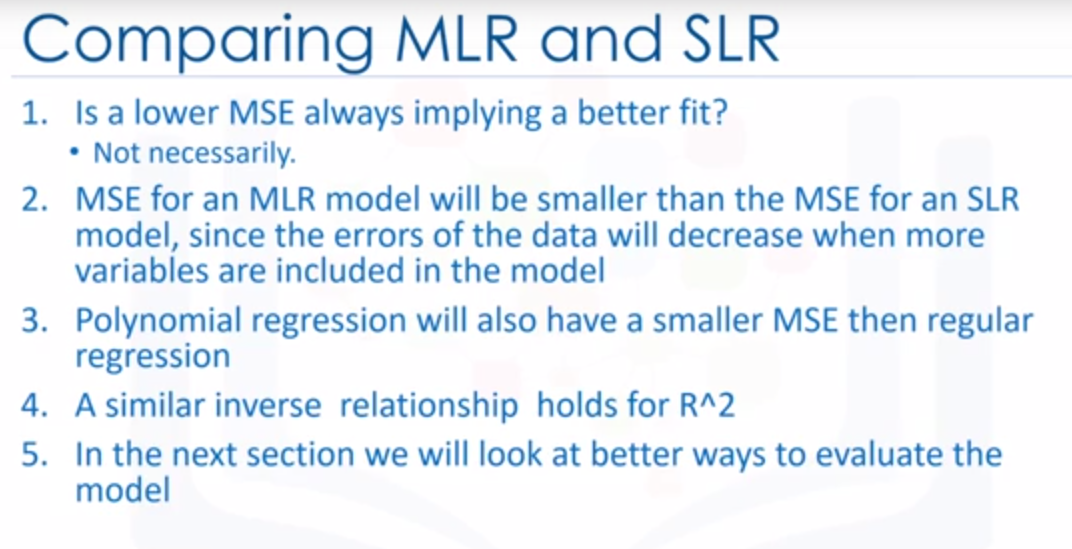 Comparing MLR and SLR
1. Is a lower MSE always implying a better fit?
• Not necessarily.
2. MSE for an MLR model will be smaller than the MSE for an SLR
model, since the errors of the data will decrease when more
variables are included in the model
3. Polynomial regression will also have a smaller MSE then regular
regression
4. A similar inverse relationship holds for R^2
5. In the next section we will look at better ways to evaluate the
model